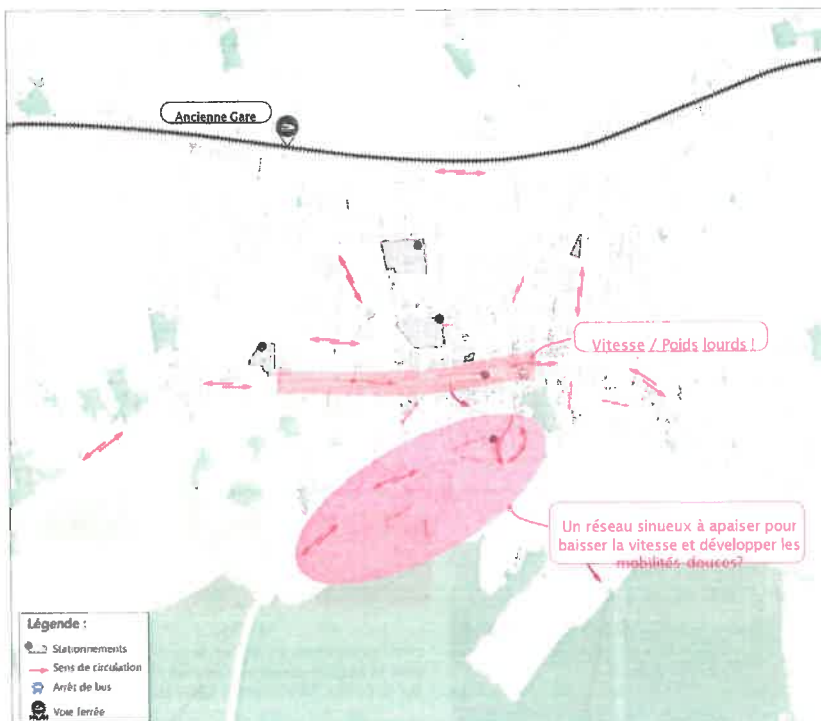 Ancienne Gare
Vitesse / Poids lourds !
Un réseau sinueux à apaiser pour
baisser la vitesse et développer les
mobilités douces?
Légende :
Stationnements
Sens de circulation
Arrêt de bus
Voie ferrée